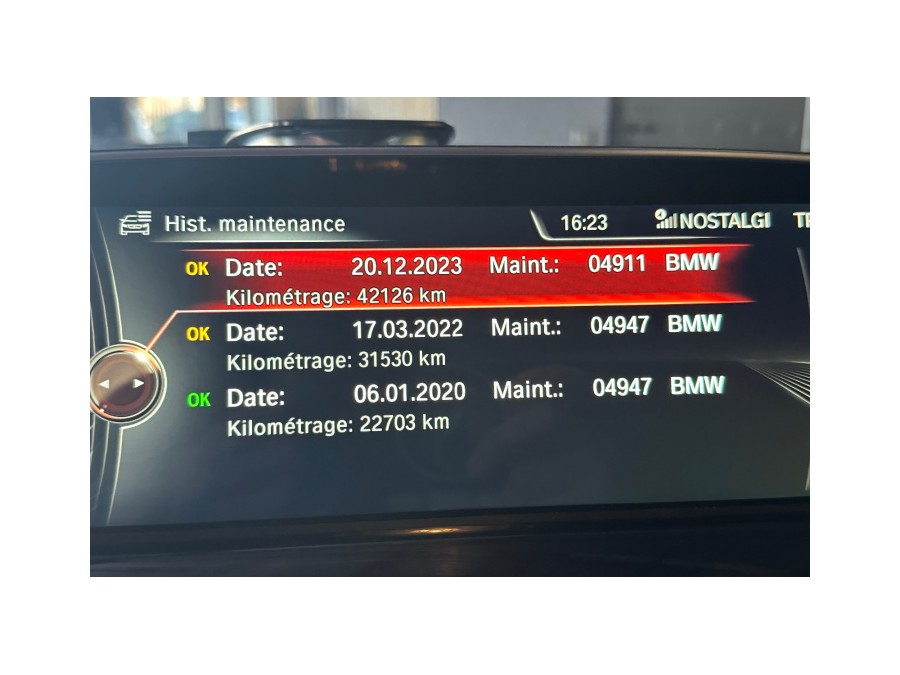 Hist. maintenance 16:23 NOSTALGI
OK Date: 20.12.2023 Maint.: 04911 BMW
Kilométrage: 42126 km
OK Date: 17.03.2022 Maint.: 04947 BMW
Kilométrage: 31530 km
OK Date: 06.01.2020 Maint.: 04947 BMW
Kilométrage: 22703 km